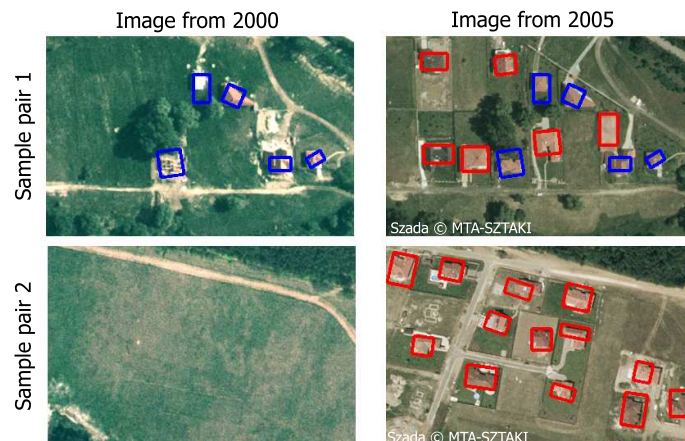 Image from 2000
Image from 2005
Sample pair 1
Szada © MTA-SZTAKI
Sample pair 2
Szada © MTA-SZTAKI